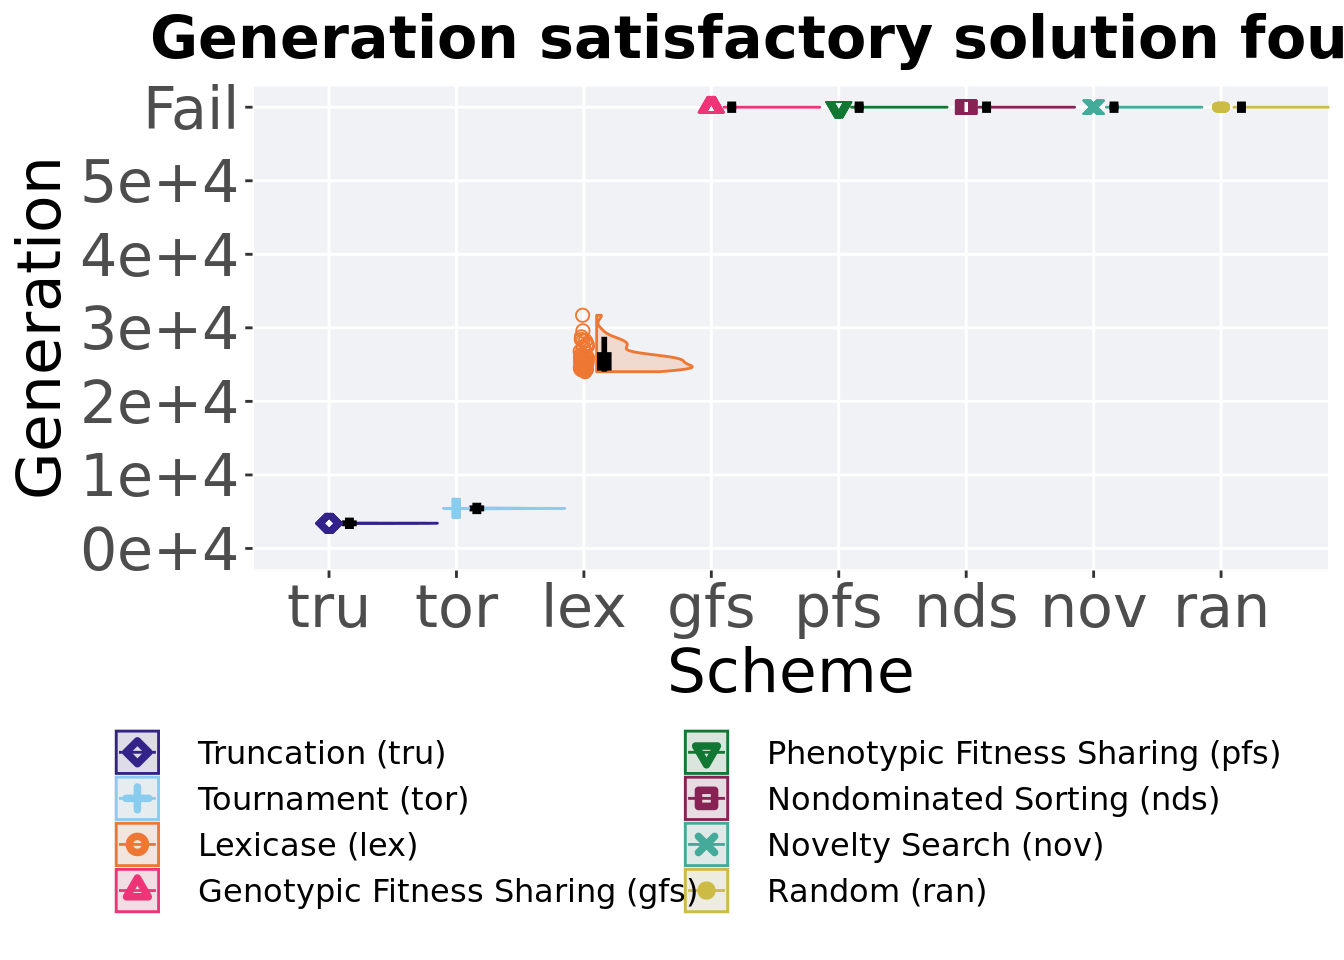 Generation satisfactory solution fou
Generation
Fail
5e+4
4e+4
3e+4
2e+4
1e+4
0e+4
tru tor lex gfs pfs nds nov ran
Scheme
Truncation (tru)
Tournament (tor)
Lexicase (lex)
Genotypic Fitness Sharing (gfs)
Phenotypic Fitness Sharing (pfs)
Nondominated Sorting (nds)
Novelty Search (nov)
Random (ran)